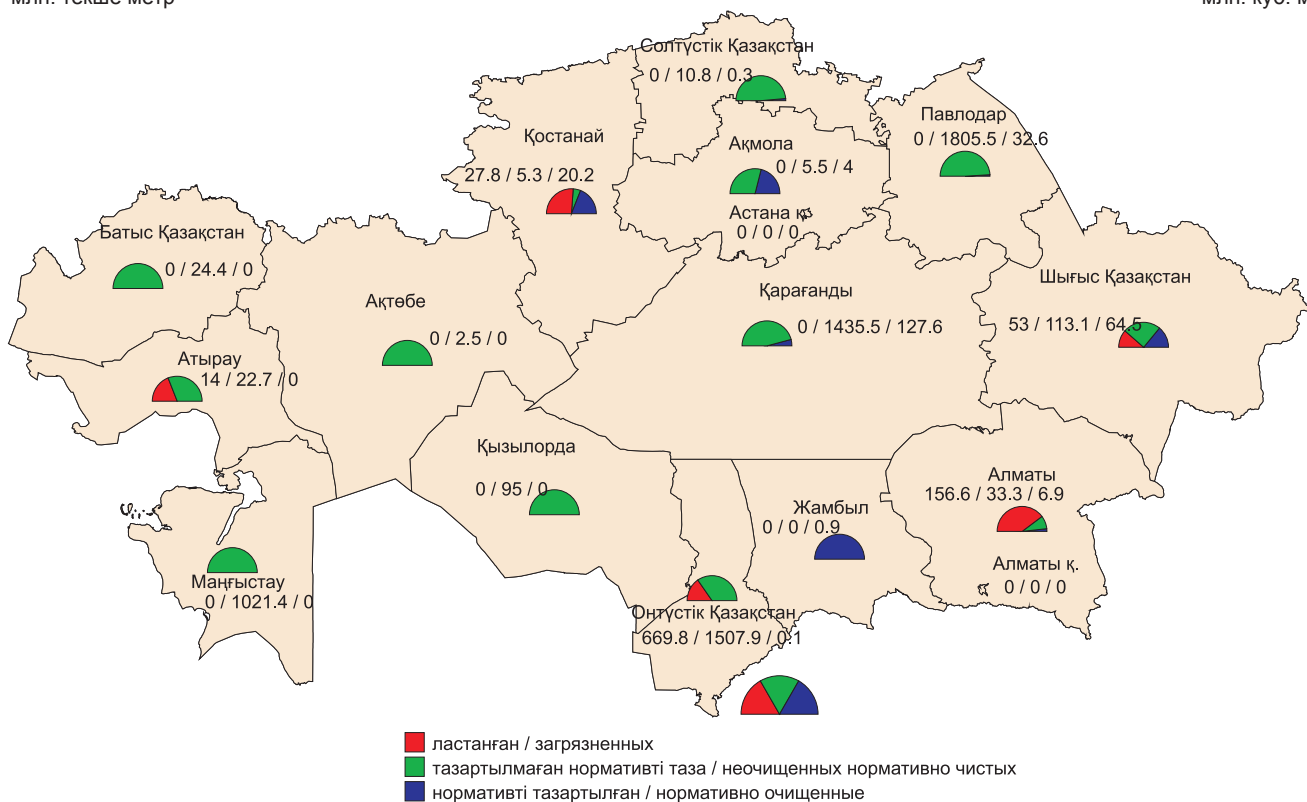 млн. текше метр
млн. куб. м
Солтүстік Қазақстан
0 / 10.8 / 0.3
Павлодар
0 / 1805.5 / 32.6
Қостанай
27.8 / 5.3 / 20.2
Ақмола
0 / 5.5 / 4
Астана қ.
0 / 0 / 0
Батыс Қазақстан
0 / 24.4 / 0
Шығыс Қазақстан
53 / 113.1 / 64.5
Ақтөбе
0 / 2.5 / 0
Қарағанды
0 / 1435.5 / 127.6
Атырау
14 / 22.7 / 0
Қызылорда
0 / 95 / 0
Алматы
156.6 / 33.3 / 6.9
Жамбыл
0 / 0 / 0.9
Алматы қ.
0 / 0 / 0
Маңғыстау
0 / 1021.4 / 0
Оңтүстік Қазақстан
669.8 / 1507.9 / 0.1
ластанған / загрязненных
тазартылмаған нормативті таза / неочищенных нормативно чистых
нормативті тазартылған / нормативно очищенные